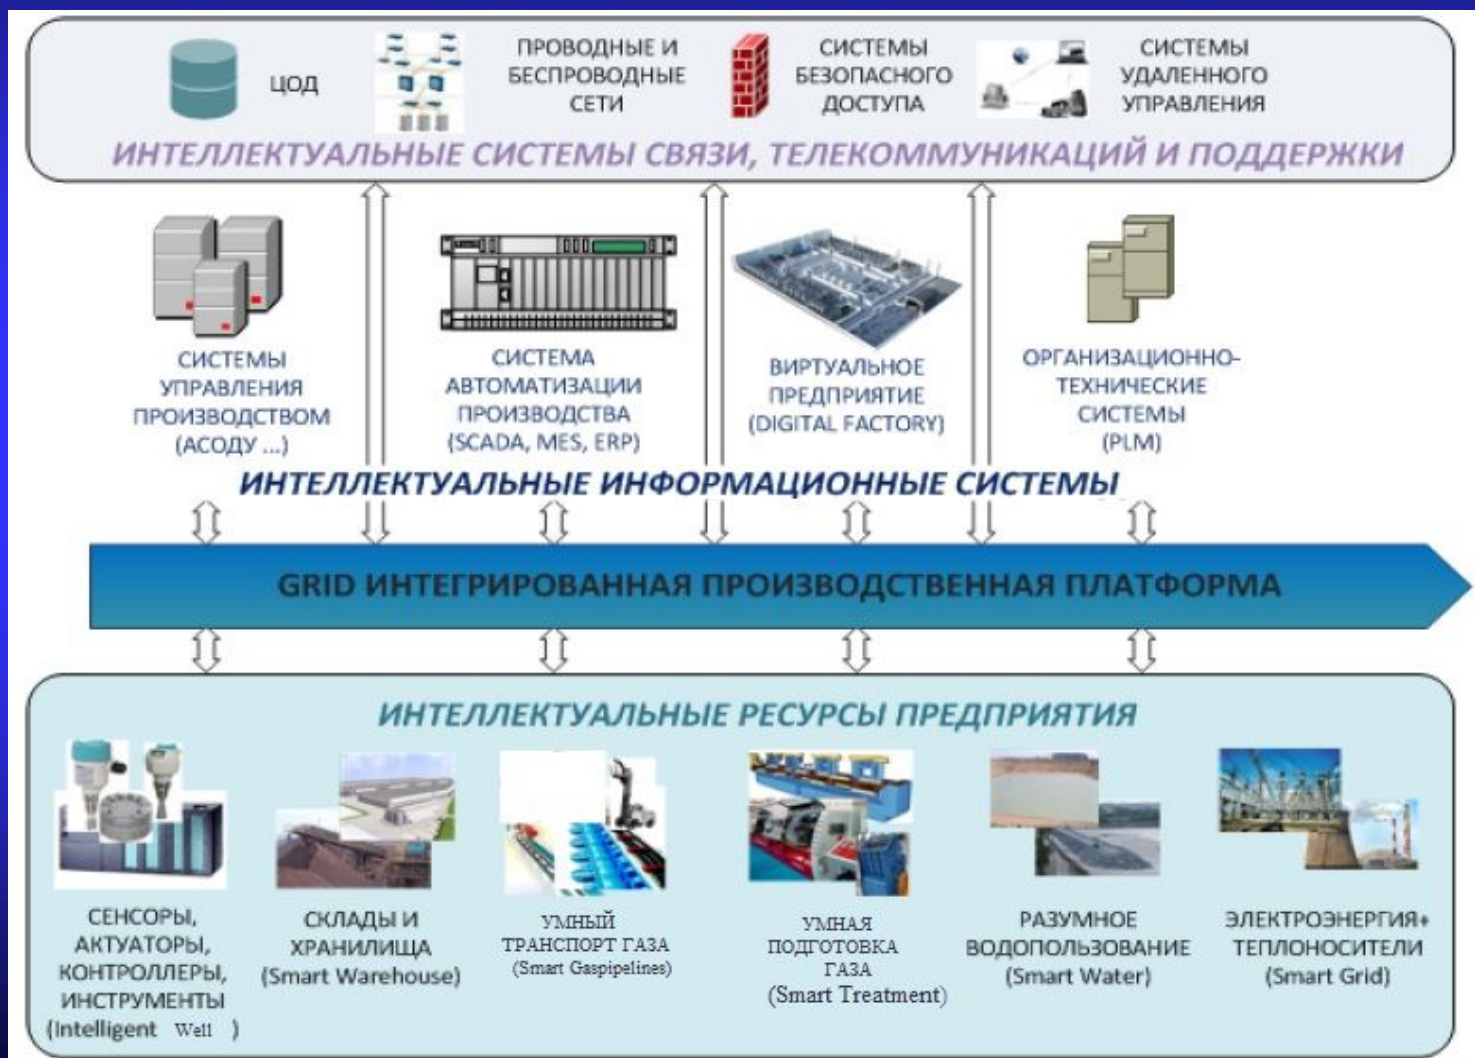 ЦОД
ПРОВОДНЫЕ И
БЕСПРОВОДНЫЕ
СЕТИ
СИСТЕМЫ
БЕЗОПАСНОГО
ДОСТУПА
СИСТЕМЫ
УДАЛЕННОГО
УПРАВЛЕНИЯ
ИНТЕЛЛЕКТУАЛЬНЫЕ СИСТЕМЫ СВЯЗИ, ТЕЛЕКОММУНИКАЦИЙ И ПОДДЕРЖКИ
СИСТЕМЫ
УПРАВЛЕНИЯ
ПРОИЗВОДСТВОМ
(АСОДУ ...)
СИСТЕМА
АВТОМАТИЗАЦИИ
ПРОИЗВОДСТВА
(SCADA, MES, ERP)
ВИРТУАЛЬНОЕ
ПРЕДПРИЯТИЕ
(DIGITAL FACTORY)
ОРГАНИЗАЦИОННО-
ТЕХНИЧЕСКИЕ
СИСТЕМЫ
(PLM)
ИНТЕЛЛЕКТУАЛЬНЫЕ ИНФОРМАЦИОННЫЕ СИСТЕМЫ
GRID ИНТЕГРИРОВАННАЯ ПРОИЗВОДСТВЕННАЯ ПЛАТФОРМА
ИНТЕЛЛЕКТУАЛЬНЫЕ РЕСУРСЫ ПРЕДПРИЯТИЯ
СЕНСОРЫ,
АКТУАТОРЫ,
КОНТРОЛЛЕРЫ,
ИНСТРУМЕНТЫ
(Intelligent Well )
СКЛАДЫ И
ХРАНИЛИЩА
(Smart Warehouse)
УМНЫЙ
ТРАНСПОРТ ГАЗА
(Smart Gaspipelines)
УМНАЯ
ПОДГОТОВКА
ГАЗА
(Smart Treatment)
РАЗУМНОЕ
ВОДОПОЛЬЗОВАНИЕ
(Smart Water)
ЭЛЕКТРОЭНЕРГИЯ+
ТЕПЛОНОСИТЕЛИ
(Smart Grid)